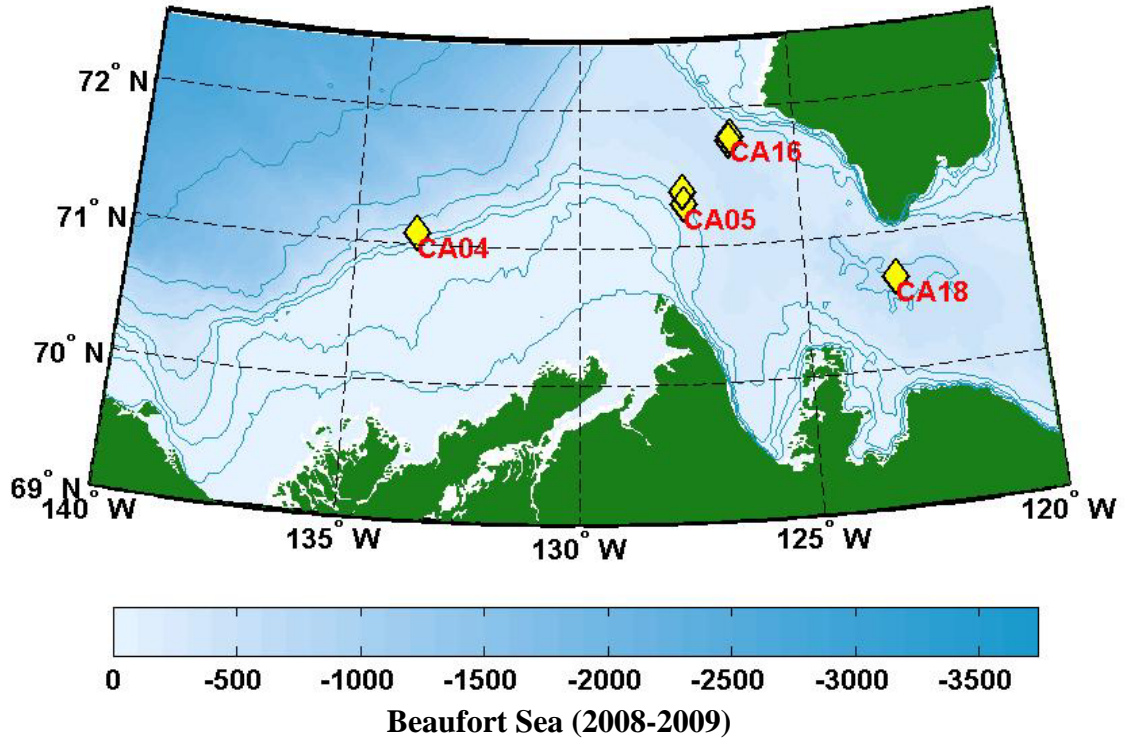 72° N
71° N
70° N
69° N
140° W
135° W
130° W
125° W
120° W
CA16
CA05
CA04
CA18
0 -500 -1000 -1500 -2000 -2500 -3000 -3500
Beaufort Sea (2008-2009)